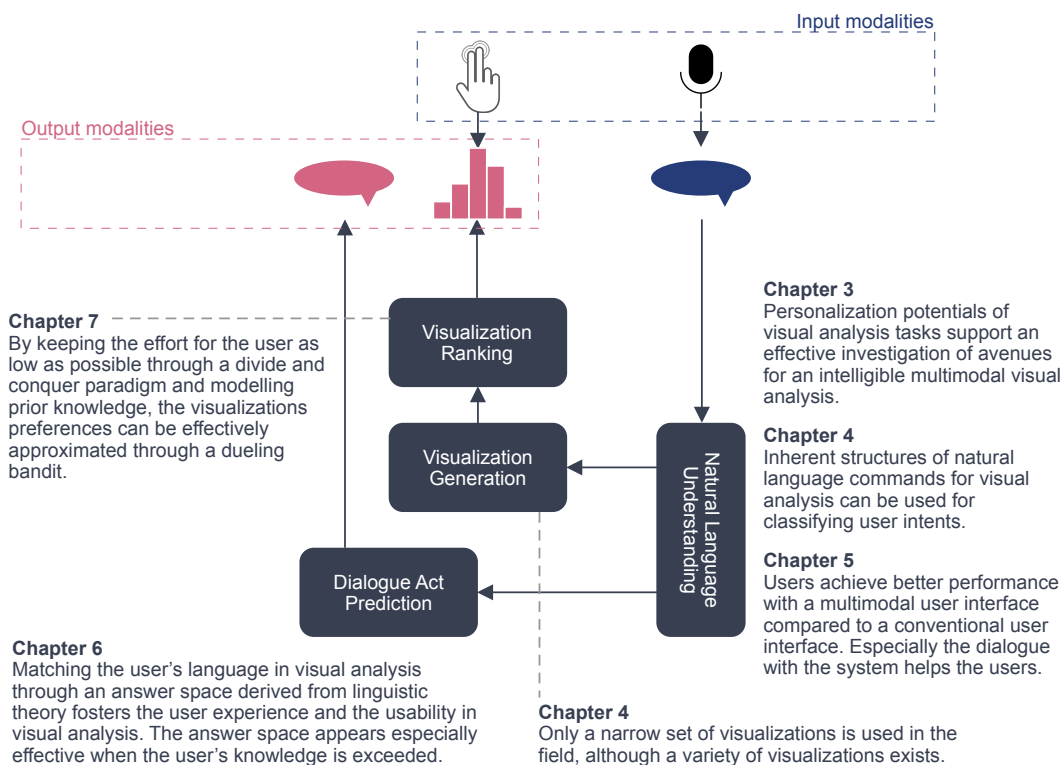 Input modalities
Output modalities
Chapter 7
By keeping the effort for the user as
low as possible through a divide and
conquer paradigm and modelling
prior knowledge, the visualizations
preferences can be effectively
approximated through a dueling
bandit.
Visualization
Ranking
Visualization
Generation
Dialogue Act
Prediction
Natural Language
Understanding
Chapter 3
Personalization potentials of
visual analysis tasks support an
effective investigation of avenues
for an intelligible multimodal visual
analysis.
Chapter 4
Inherent structures of natural
language commands for visual
analysis can be used for
classifying user intents.
Chapter 5
Users achieve better performance
with a multimodal user interface
compared to a conventional user
interface. Especially the dialogue
with the system helps the users.
Chapter 6
Matching the user’s language in visual analysis
through an answer space derived from linguistic
theory fosters the user experience and the usability in
visual analysis. The answer space appears especially
effective when the user’s knowledge is exceeded.
Chapter 4
Only a narrow set of visualizations is used in the
field, although a variety of visualizations exists.